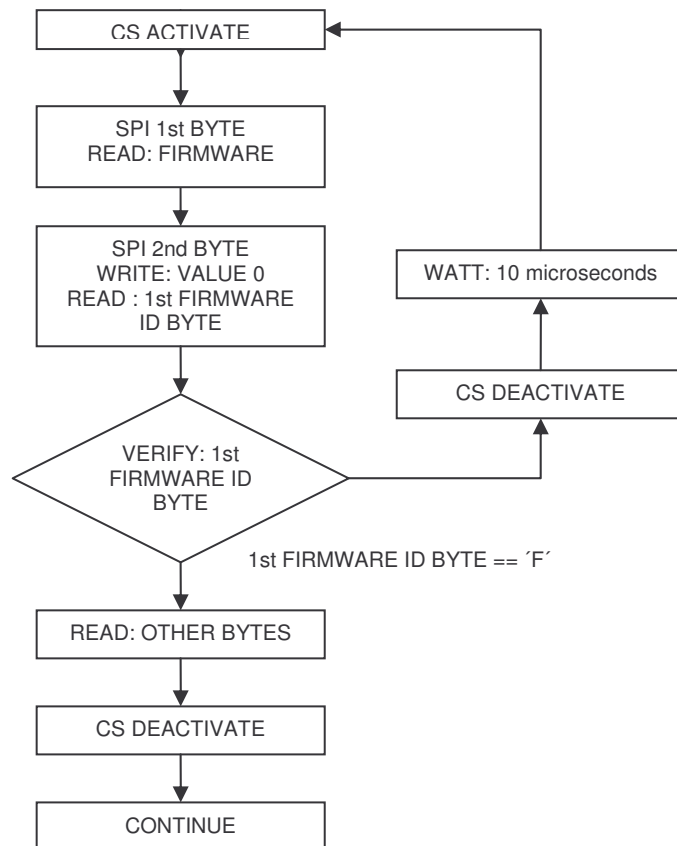 CS ACTIVATE
SPI 1st BYTE
READ: FIRMWARE
SPI 2nd BYTE
WRITE: VALUE 0
READ : 1st FIRMWARE
ID BYTE
WATT: 10 microseconds
CS DEACTIVATE
VERIFY: 1st
FIRMWARE ID
BYTE
1st FIRMWARE ID BYTE == ´F´
READ: OTHER BYTES
CS DEACTIVATE
CONTINUE